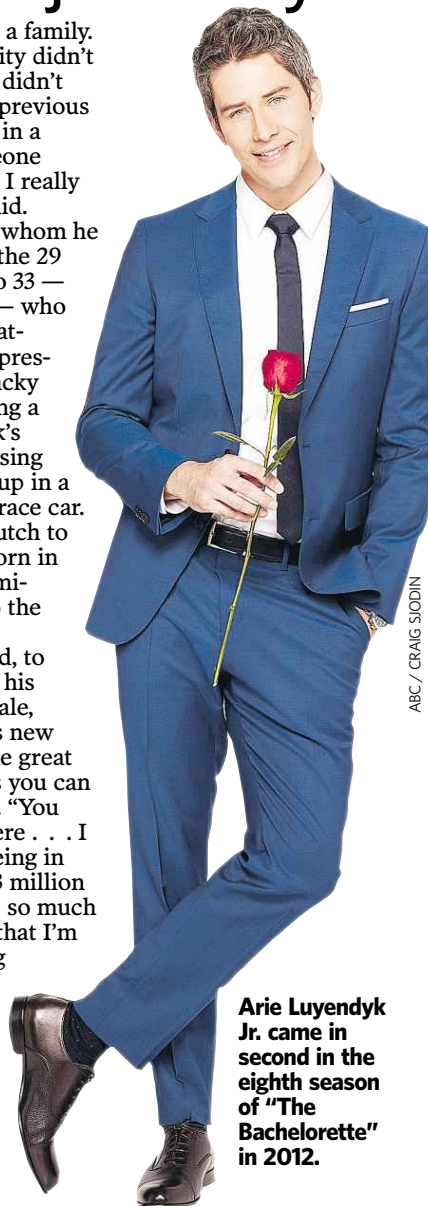 a family.
ity didn't
didn't
previous
in a
eone
I really
id.
whom he
the 29
o 33 —
— who
at-
pres-
cky
ng a
k's
sing
up in a
race car.
utch to
orn in
mi-
o the
d, to
his
ale,
s new
e great
s you can
. "You
ere . . . I
eing in
3 million
so much
that I'm
g
ABC / CRAIG SJODIN
Arie Luyendyk
Jr. came in
second in the
eighth season
of "The
Bachelorette"
in 2012.